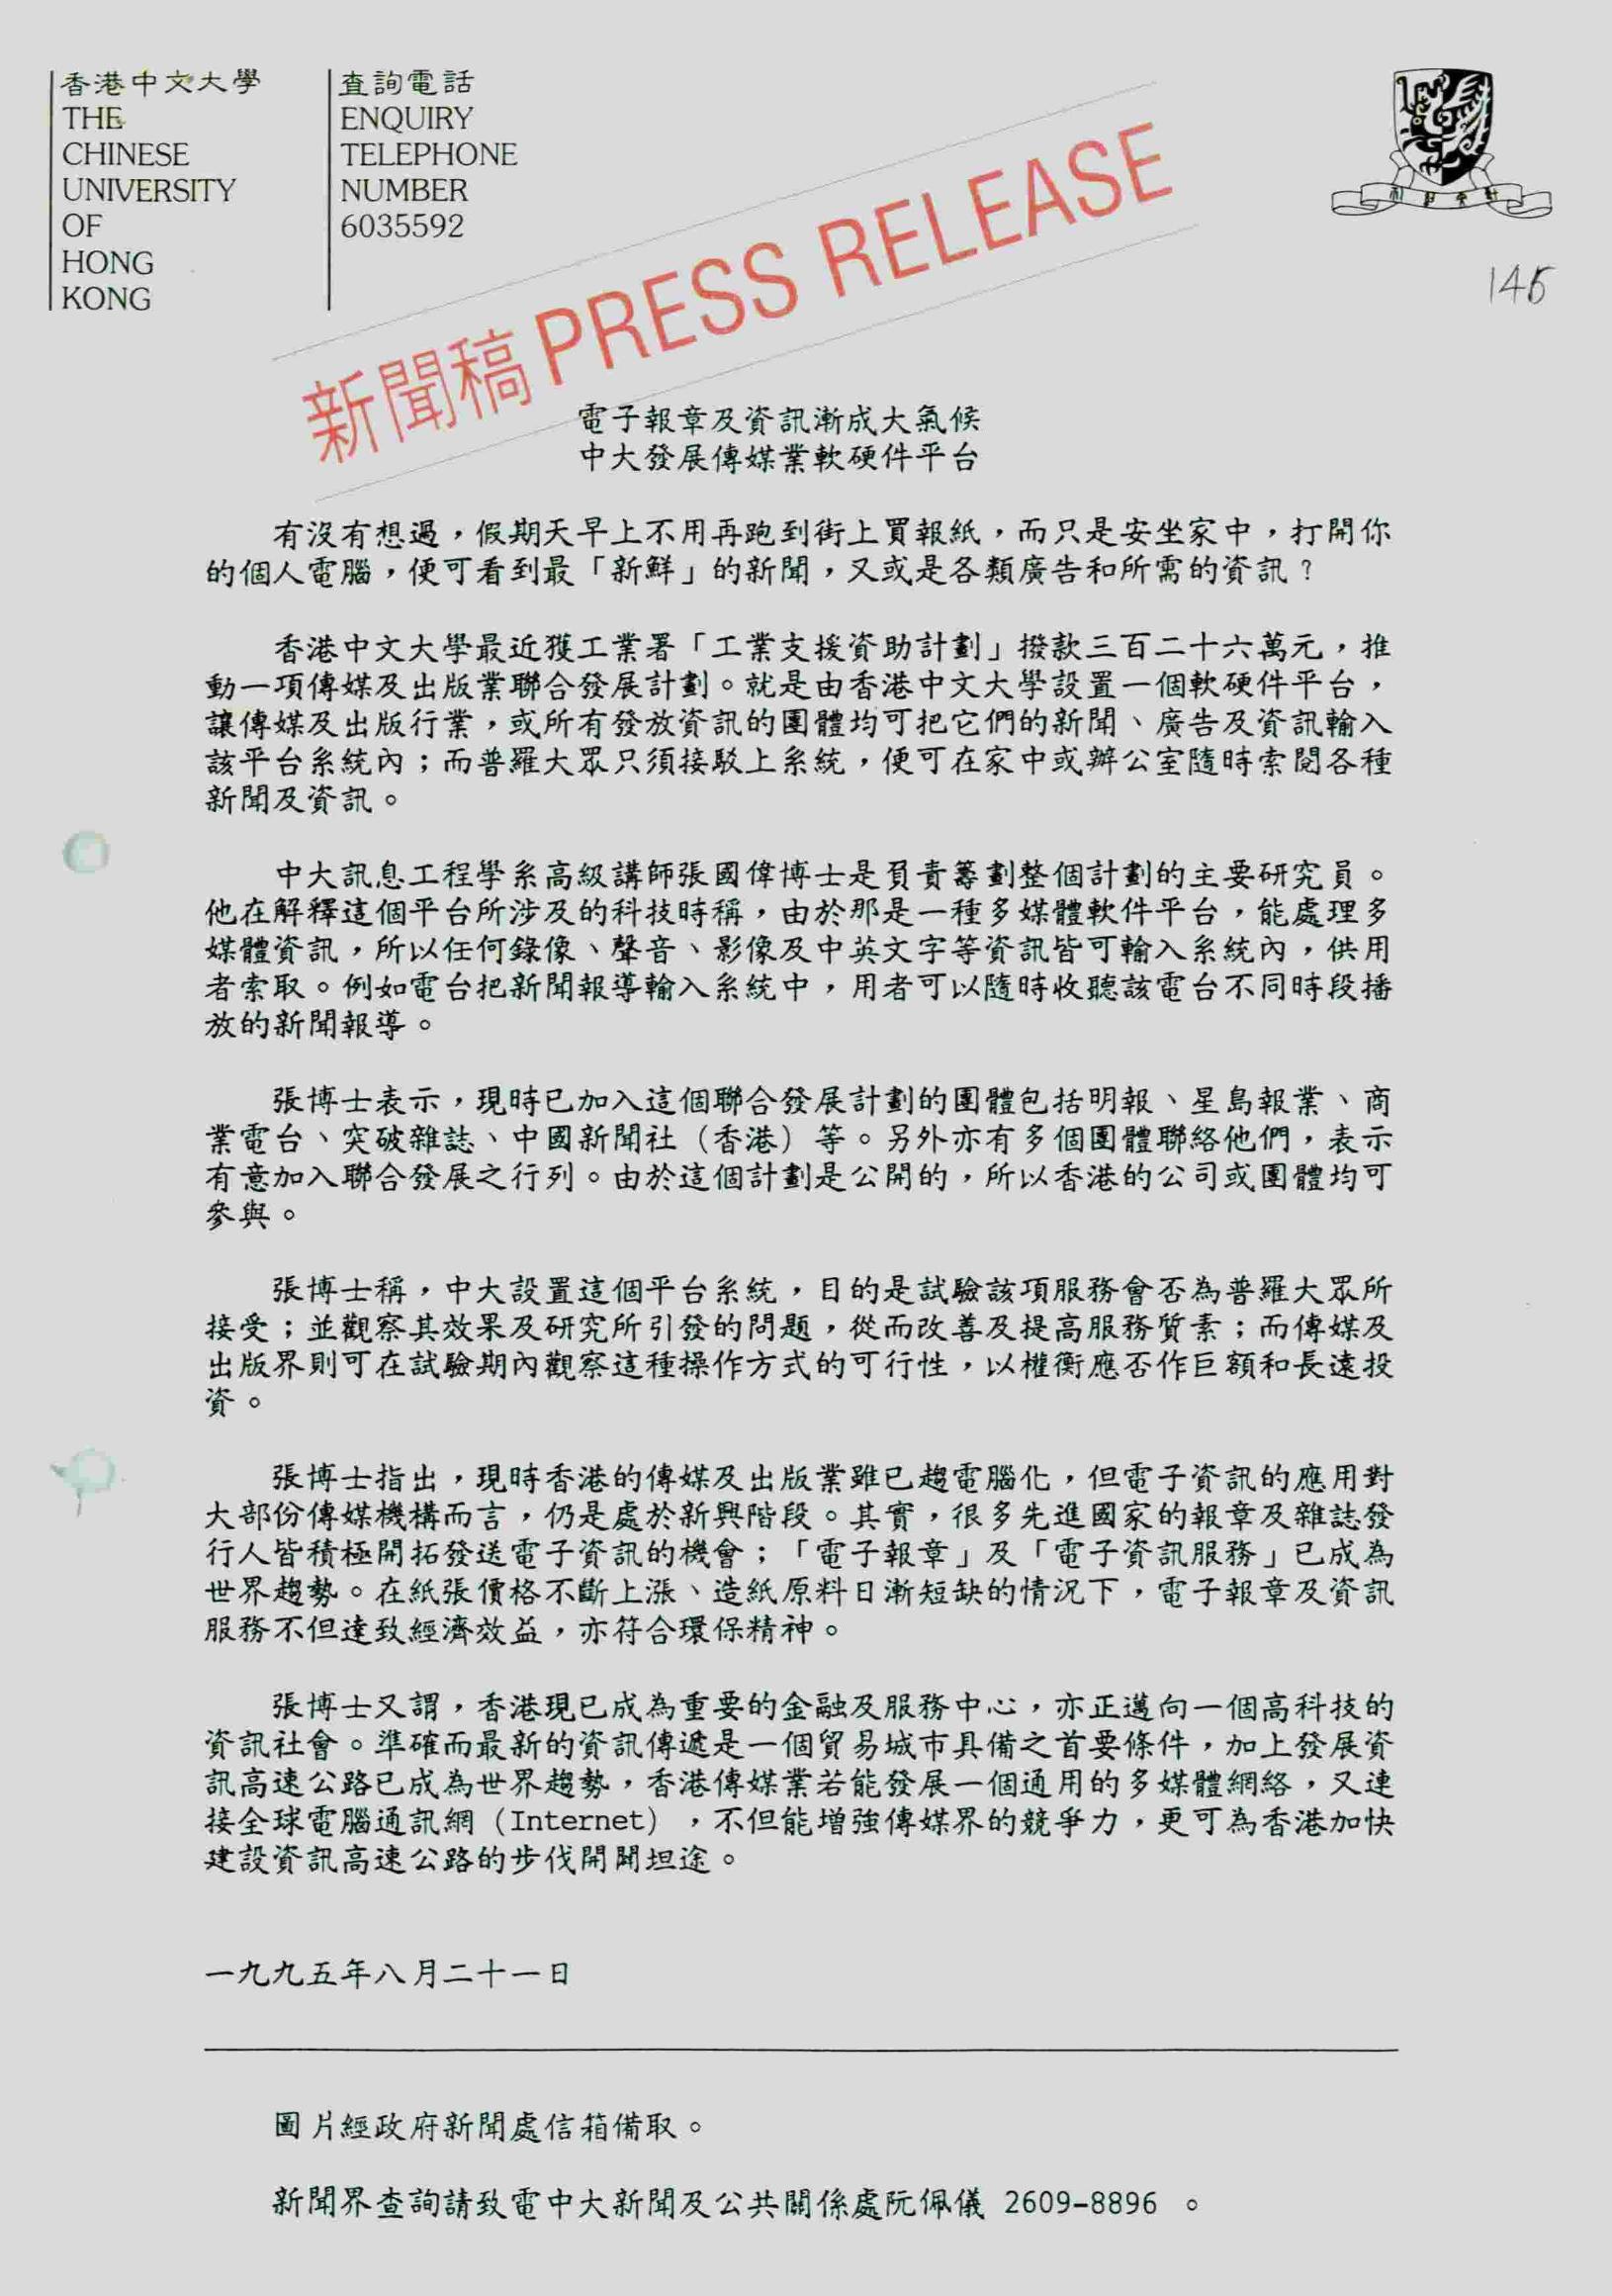 香港中文大學
THE
CHINESE
UNIVERSITY
OF
HONG
KONG
查詢電話
ENQUIRY
TELEPHONE
NUMBER
6035592
145
新聞稿 PRESS RELEASE
電子報章及資訊漸成大氣候
中大發展傳媒業軟硬件平台
有沒有想過，假期天早上不用再跑到街上買報紙，而只是安坐家中，打開你
的個人電腦，便可看到最「新鮮」的新聞，又或是各類廣告和所需的資訊？
香港中文大學最近獲工業署「工業支援資助計劃」撥款三百二十六萬元，推
動一項傳媒及出版業聯合發展計劃。就是由香港中文大學設置一個軟硬件平台，
讓傳媒及出版行業，或所有發放資訊的團體均可把它們的新聞、廣告及資訊輸入
該平台系統內；而普羅大眾只須接駁上系統，便可在家中或辦公室隨時索閱各種
新聞及資訊。
中大訊息工程學系高級講師張國偉博士是負責籌劃整個計劃的主要研究員。
他在解釋這個平台所涉及的科技時稱，由於那是一種多媒體軟件平台，能處理多
媒體資訊，所以任何錄像、聲音、影像及中英文字等資訊皆可輸入系統內，供用
者索取。例如電台把新聞報導輸入系統中，用者可以隨時收聽該電台不同時段播
放的新聞報導。
張博士表示，現時已加入這個聯合發展計劃的團體包括明報、星島報業、商
業電台、突破雜誌、中國新聞社（香港）等。另外亦有多個團體聯絡他們，表示
有意加入聯合發展之行列。由於這個計劃是公開的，所以香港的公司或團體均可
參與。
張博士稱，中大設置這個平台系統，目的是試驗該項服務會否為普羅大眾所
接受；並觀察其效果及研究所引發的問題，從而改善及提高服務質素；而傳媒及
出版界則可在試驗期內觀察這種操作方式的可行性，以權衡應否作巨額和長遠投
資。
張博士指出，現時香港的傳媒及出版業雖已趨電腦化，但電子資訊的應用對
大部份傳媒機構而言，仍是處於新興階段。其實，很多先進國家的報章及雜誌發
行人皆積極開拓發送電子資訊的機會；「電子報章」及「電子資訊服務」已成為
世界趨勢。在紙張價格不斷上漲、造紙原料日漸短缺的情況下，電子報章及資訊
服務不但達致經濟效益，亦符合環保精神。
張博士又謂，香港現已成為重要的金融及服務中心，亦正邁向一個高科技的
資訊社會。準確而最新的資訊傳遞是一個貿易城市具備之首要條件，加上發展資
訊高速公路已成為世界趨勢，香港傳媒業若能發展一個通用的多媒體網絡，又連
接全球電腦通訊網（Internet），不但能增強傳媒界的競爭力，更可為香港加快
建設資訊高速公路的步伐開闢坦途。
一九九五年八月二十一日
圖片經政府新聞處信箱備取。
新聞界查詢請致電中大新聞及公共關係處阮佩儀 2609-8896 。